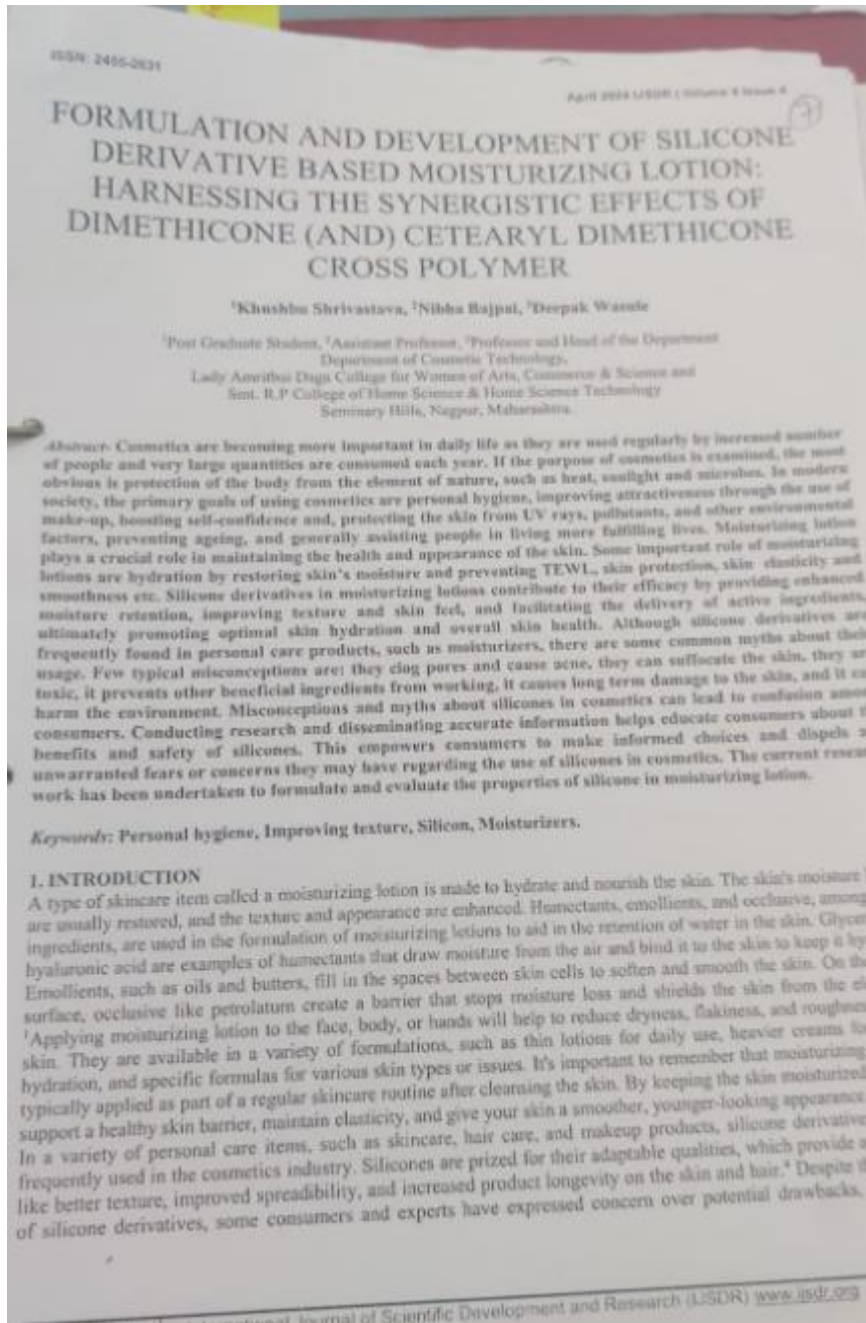 ISSN: 2455-2631
April 2024 IJSDR | Volume 9 Issue 4
FORMULATION AND DEVELOPMENT OF SILICONE
DERIVATIVE BASED MOISTURIZING LOTION:
HARNESSING THE SYNERGISTIC EFFECTS OF
DIMETHICONE (AND) CETEARYL DIMETHICONE
CROSS POLYMER
¹Khushbu Shrivastava, ²Nibha Bajpai, ³Deepak Wasule
¹Post Graduate Student, ²Assistant Professor, ³Professor and Head of the Department
Department of Cosmetic Technology,
Lady Amritbai Daga College for Women of Arts, Commerce & Science and
Smt. R.P College of Home Science & Home Science Technology
Seminary Hills, Nagpur, Maharashtra.
Abstract- Cosmetics are becoming more important in daily life as they are used regularly by increased number
of people and very large quantities are consumed each year. If the purpose of cosmetics is examined, the most
obvious is protection of the body from the element of nature, such as heat, sunlight and microbes. In modern
society, the primary goals of using cosmetics are personal hygiene, improving attractiveness through the use of
make-up, boosting self-confidence and, protecting the skin from UV rays, pollutants, and other environmental
factors, preventing ageing, and generally assisting people in living more fulfilling lives. Moisturizing lotion
plays a crucial role in maintaining the health and appearance of the skin. Some important role of moisturizing
lotions are hydration by restoring skin's moisture and preventing TEWL, skin protection, skin elasticity and
smoothness etc. Silicone derivatives in moisturizing lotions contribute to their efficacy by providing enhanced
moisture retention, improving texture and skin feel, and facilitating the delivery of active ingredients
ultimately promoting optimal skin hydration and overall skin health. Although silicone derivatives are
frequently found in personal care products, such as moisturizers, there are some common myths about their
usage. Few typical misconceptions are: they clog pores and cause acne, they can suffocate the skin, they are
toxic, it prevents other beneficial ingredients from working, it causes long term damage to the skin, and it can
harm the environment. Misconceptions and myths about silicones in cosmetics can lead to confusion among
consumers. Conducting research and disseminating accurate information helps educate consumers about
benefits and safety of silicones. This empowers consumers to make informed choices and dispels
unwarranted fears or concerns they may have regarding the use of silicones in cosmetics. The current
work has been undertaken to formulate and evaluate the properties of silicone in moisturizing lotion.
Keywords: Personal hygiene, Improving texture, Silicon, Moisturizers.
1. INTRODUCTION
A type of skincare item called a moisturizing lotion is made to hydrate and nourish the skin. The skin's moisture
are usually restored, and the texture and appearance are enhanced. Humectants, emollients, and occlusive, among
ingredients, are used in the formulation of moisturizing lotions to aid in the retention of water in the skin.
hyaluronic acid are examples of humectants that draw moisture from the air and bind it to the skin to keep it
Emollients, such as oils and butters, fill in the spaces between skin cells to soften and smooth the skin. On
surface, occlusive like petrolatum create a barrier that stops moisture loss and shields the skin from the
¹Applying moisturizing lotion to the face, body, or hands will help to reduce dryness, flakiness, and
skin. They are available in a variety of formulations, such as thin lotions for daily use, heavier creams
hydration, and specific formulas for various skin types or issues. It's important to remember that moisturizing
typically applied as part of a regular skincare routine after cleansing the skin. By keeping the skin moisturized
support a healthy skin barrier, maintain elasticity, and give your skin a smoother, younger-looking appearance
In a variety of personal care items, such as skincare, hair care, and makeup products, silicone
frequently used in the cosmetics industry. Silicones are prized for their adaptable qualities, which provide
like better texture, improved spreadibility, and increased product longevity on the skin and hair.⁴ Despite
of silicone derivatives, some consumers and experts have expressed concern over potential drawbacks,
Journal of Scientific Development and Research (IJSDR) www.ijsdr.org